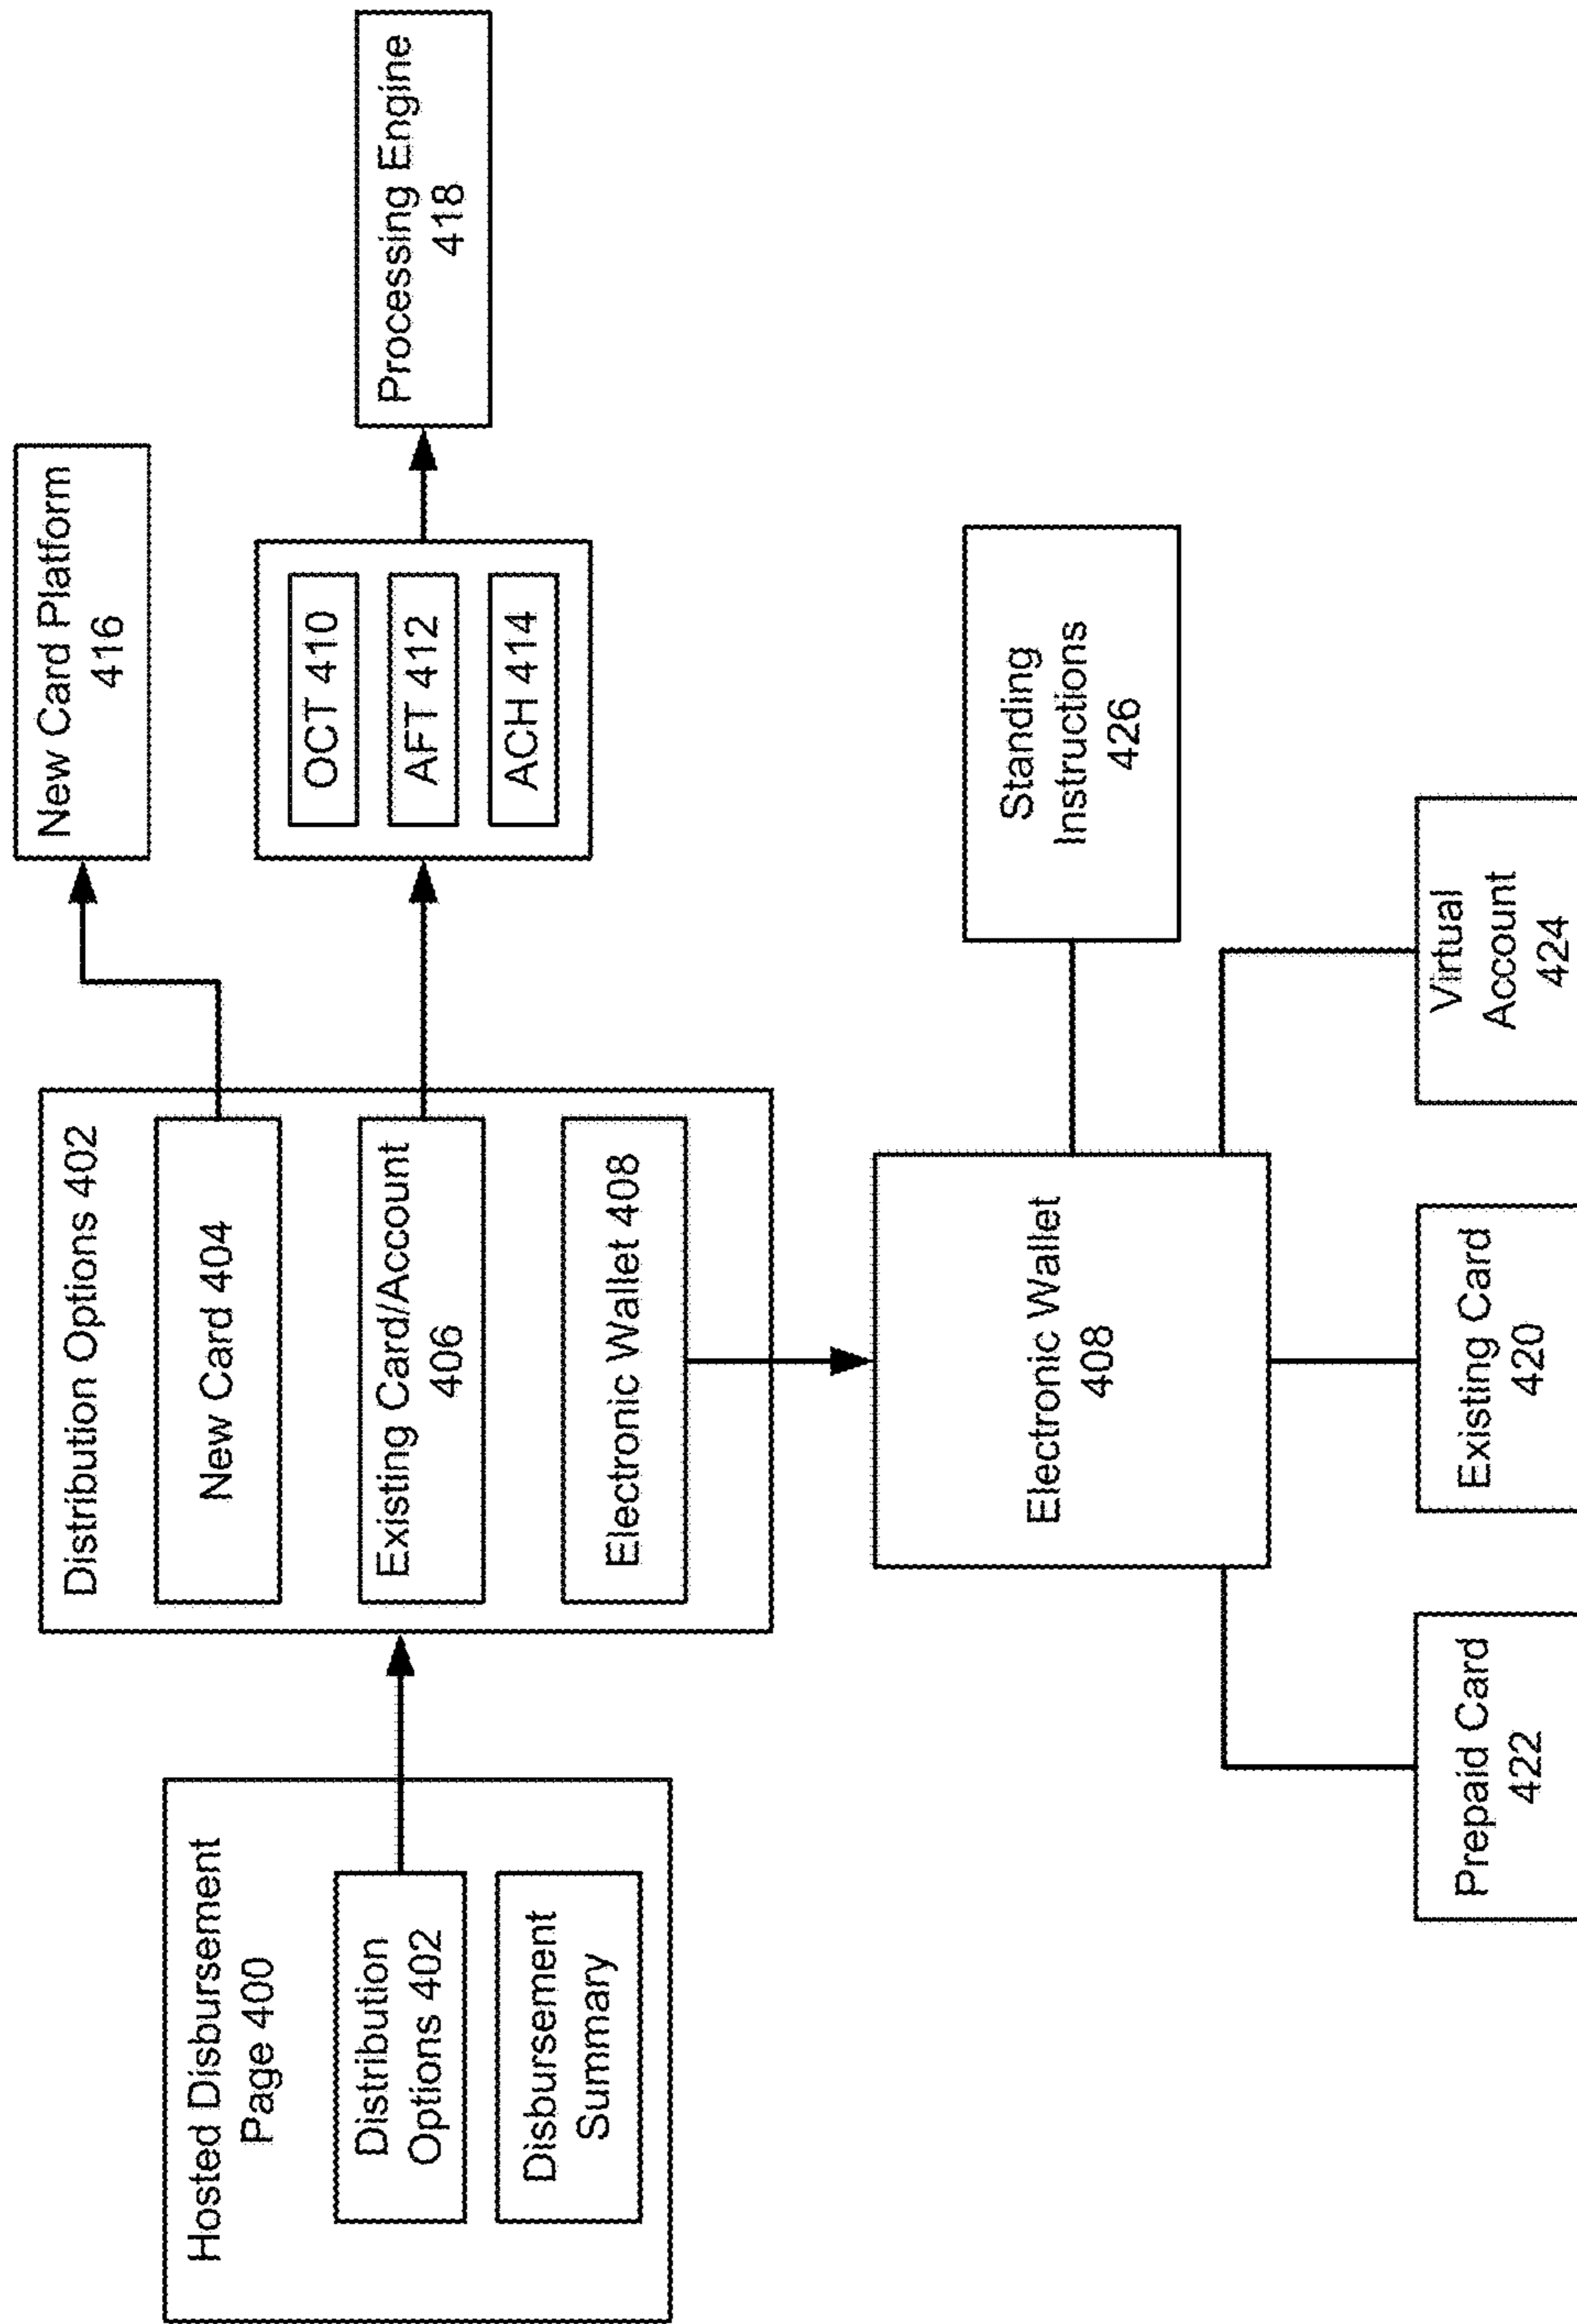 Hosted Disbursement
Page 400
Distribution
Options 402
Disbursement
Summary
Distribution Options 402
New Card 404
Existing Card/Account
406
Electronic Wallet 408
New Card Platform
416
OCT 410
AFT 412
ACH 414
Processing Engine
418
Electronic Wallet
408
Standing
Instructions
426
Prepaid Card
422
Existing Card
420
Virtual
Account
424